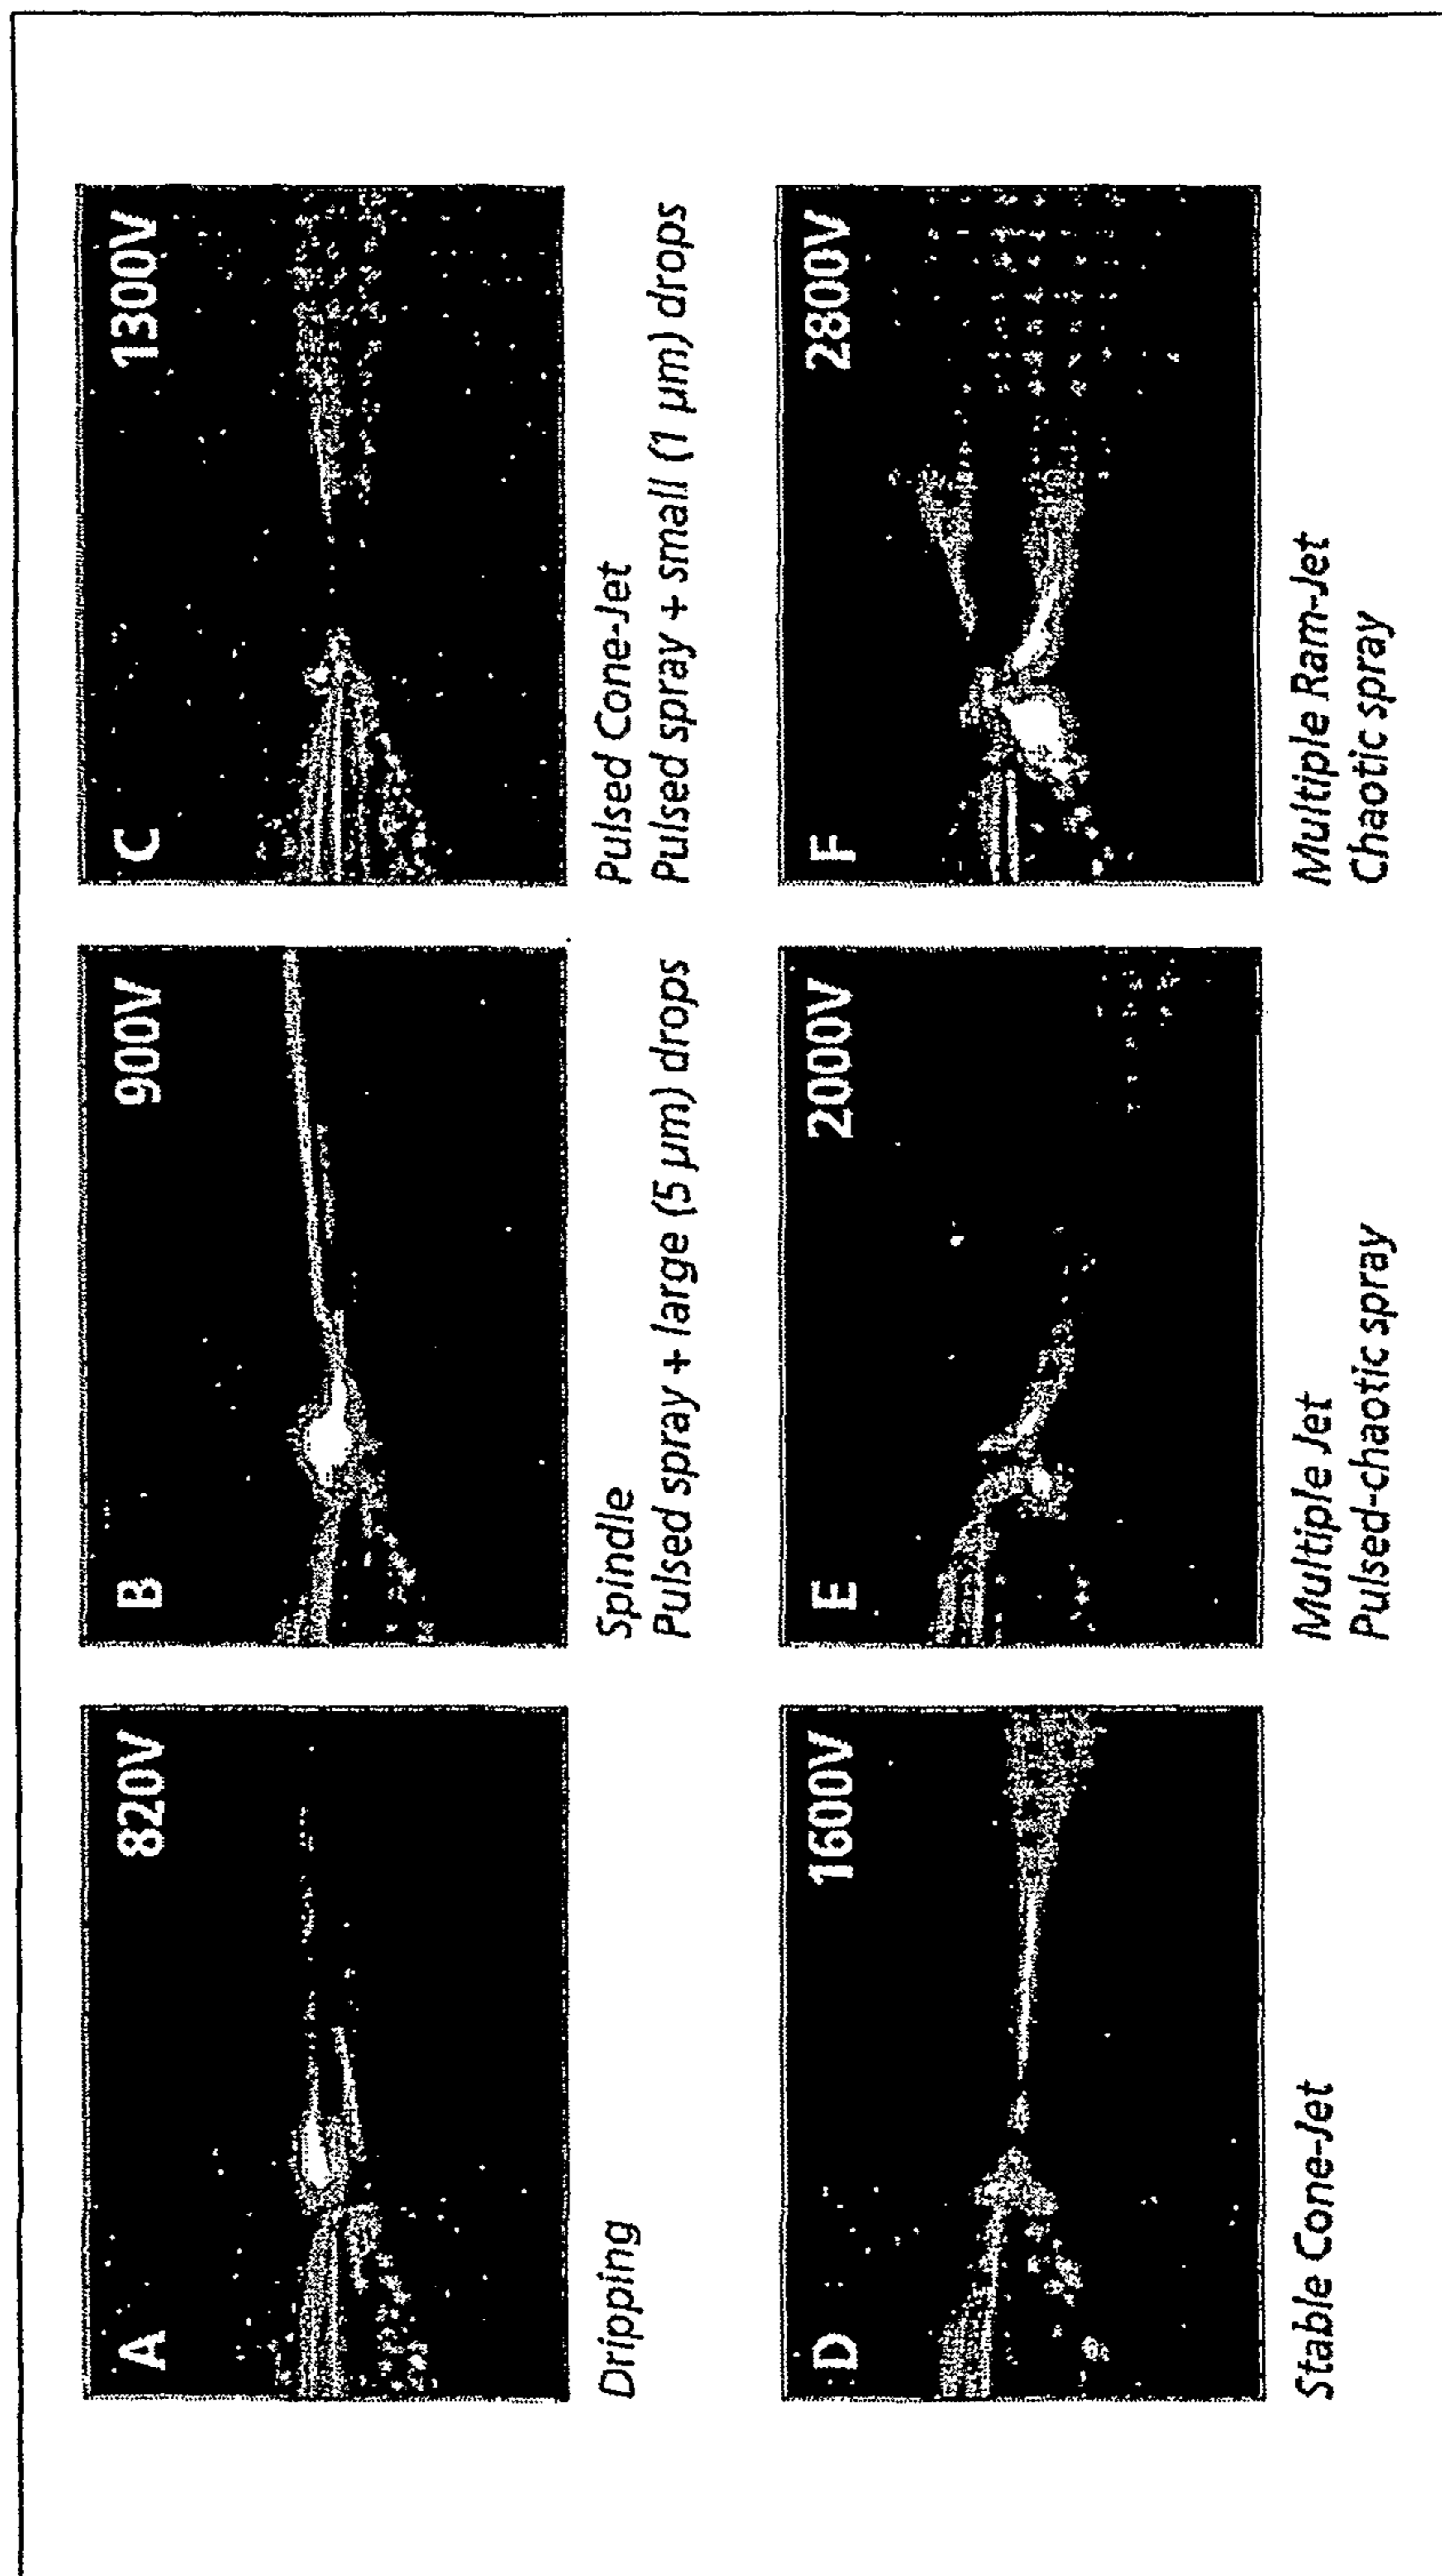 A
820V
Dripping
B
900V
Spindle
Pulsed spray + large (5 µm) drops
C
1300V
Pulsed Cone-Jet
Pulsed spray + small (1 µm) drops
D
1600V
Stable Cone-Jet
E
2000V
Multiple Jet
Pulsed-chaotic spray
F
2800V
Multiple Ram-Jet
Chaotic spray